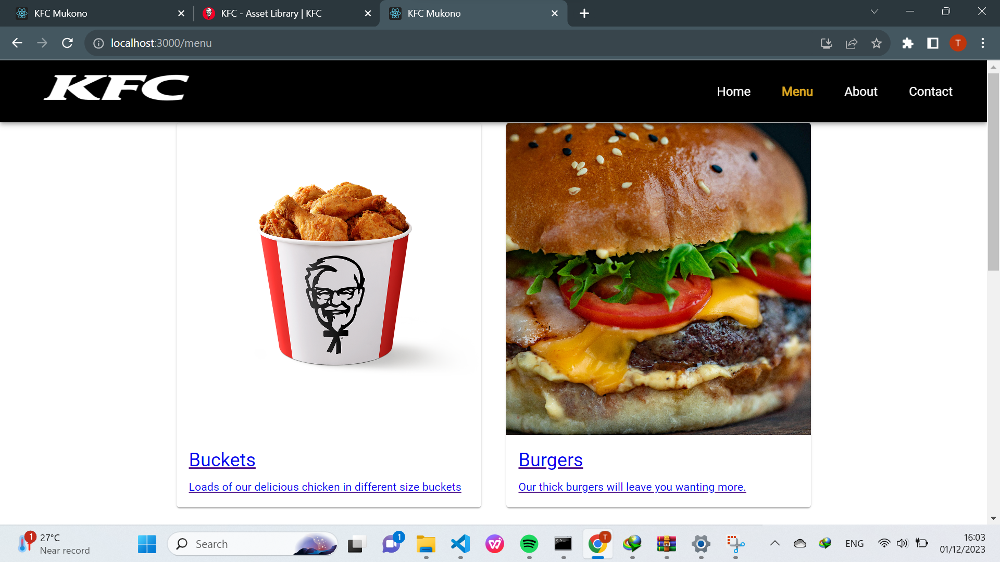 KFC Mukono
KFC - Asset Library | KFC
KFC Mukono
localhost:3000/menu
T
KFC
Home
Menu
About
Contact
Buckets
Loads of our delicious chicken in different size buckets
Burgers
Our thick burgers will leave you wanting more.
1
27°C
Near record
Search
1
T
ENG
16:03
01/12/2023